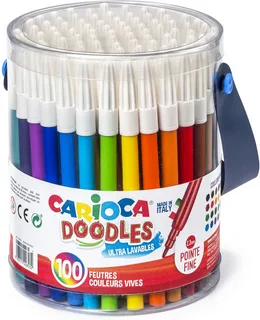 CARIOCA
MADE IN
ITALY
DOODLES
ULTRA LAVABLES
100
FEUTRES
COULEURS VIVES
POINTE
FINE